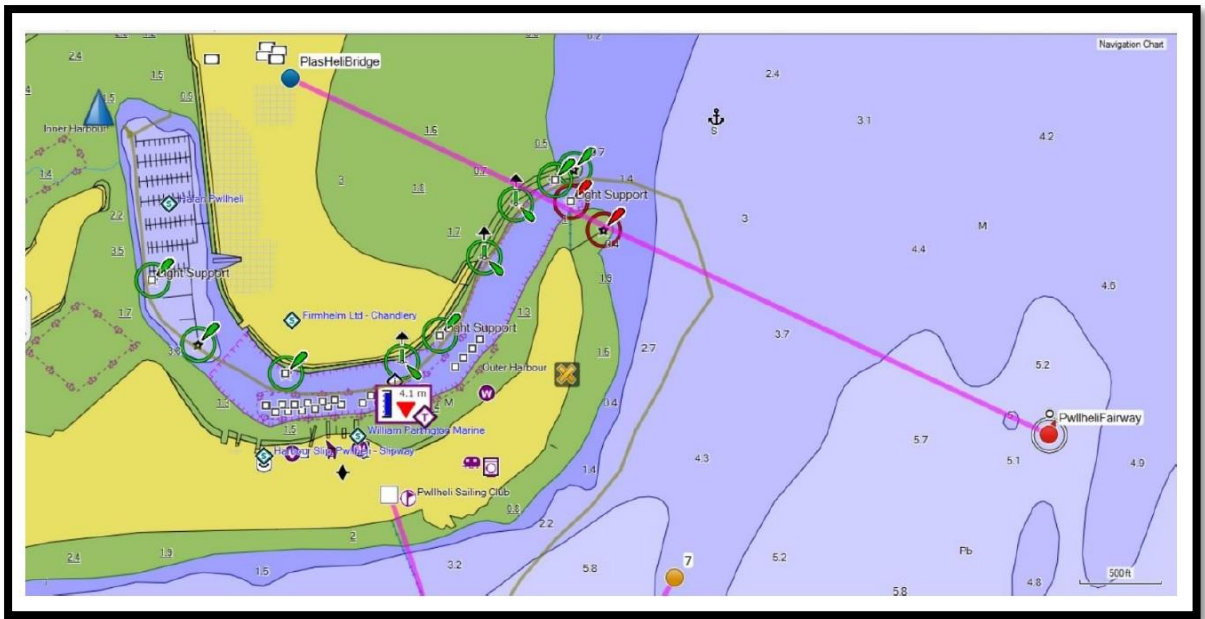 Navigation Chart
2.4
PlasHeliBridge
1.5
2.4
S
3.1
4.2
Inner Harbour
1.6
0.5
0.7
1.4
1.4
3
1.8
Light Support
3
M
2.2
1.7
4.4
3.5
Light Support
4.6
1.7
1.3
Firmhelm Ltd - Chandlery
3.7
Light Support
2.7
1.6
5.2
Outer Harbour
4.1 m
W
1.3
M
T
0.4
PwllheliFairway
1.5
William Partington Marine
5.7
Harbour Slip, Pwllheli - Slipway
4.3
5.1
4.9
1.4
Pwllheli Sailing Club
0.8
2.2
2
2.4
1.9
1.5
3.2
5.8
7
5.2
Pb
4.8
500ft
5.8